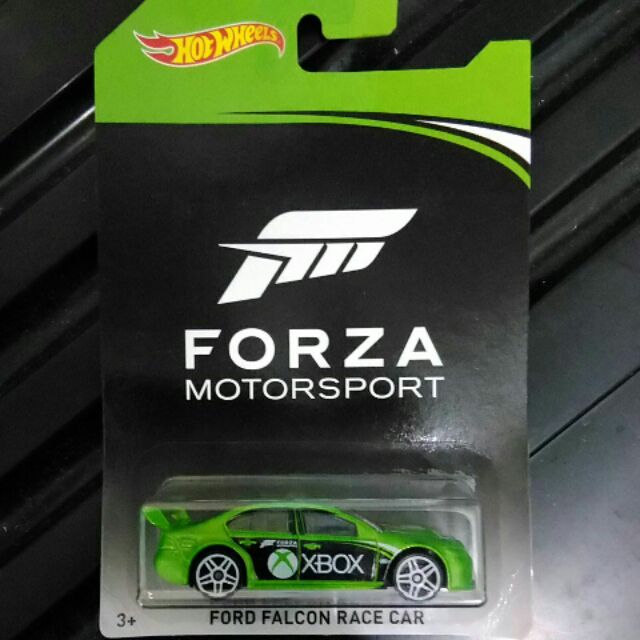 HOT WHEELS
FORZA
MOTORSPORT
FORZA
XBOX
3+
FORD FALCON RACE CAR